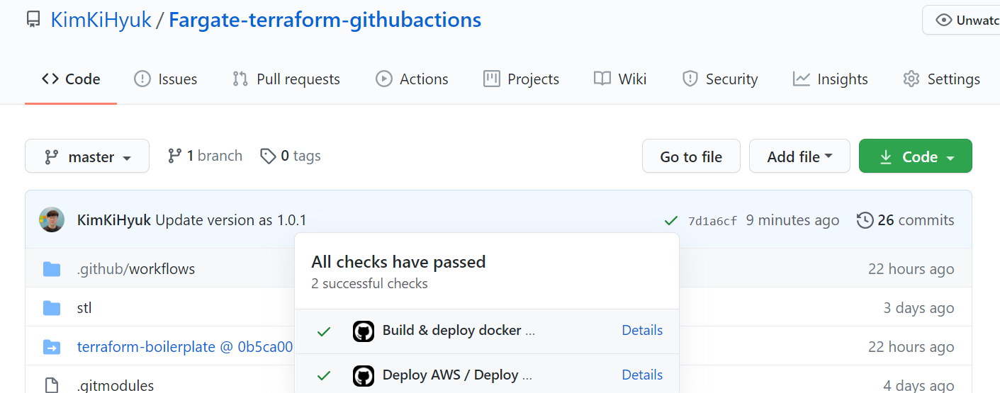 KimKiHyuk / Fargate-terraform-githubactions
Unwatc
Code Issues Pull requests Actions Projects Wiki Security Insights Settings
master 1 branch 0 tags Go to file Add file Code
KimKiHyuk Update version as 1.0.1 7d1a6cf 9 minutes ago 26 commits
All checks have passed
.github/workflows 22 hours ago
2 successful checks
stl 3 days ago
Build & deploy docker ... Details
terraform-boilerplate @ 0b5ca00 22 hours ago
Deploy AWS / Deploy ... Details
.gitmodules 4 days ago